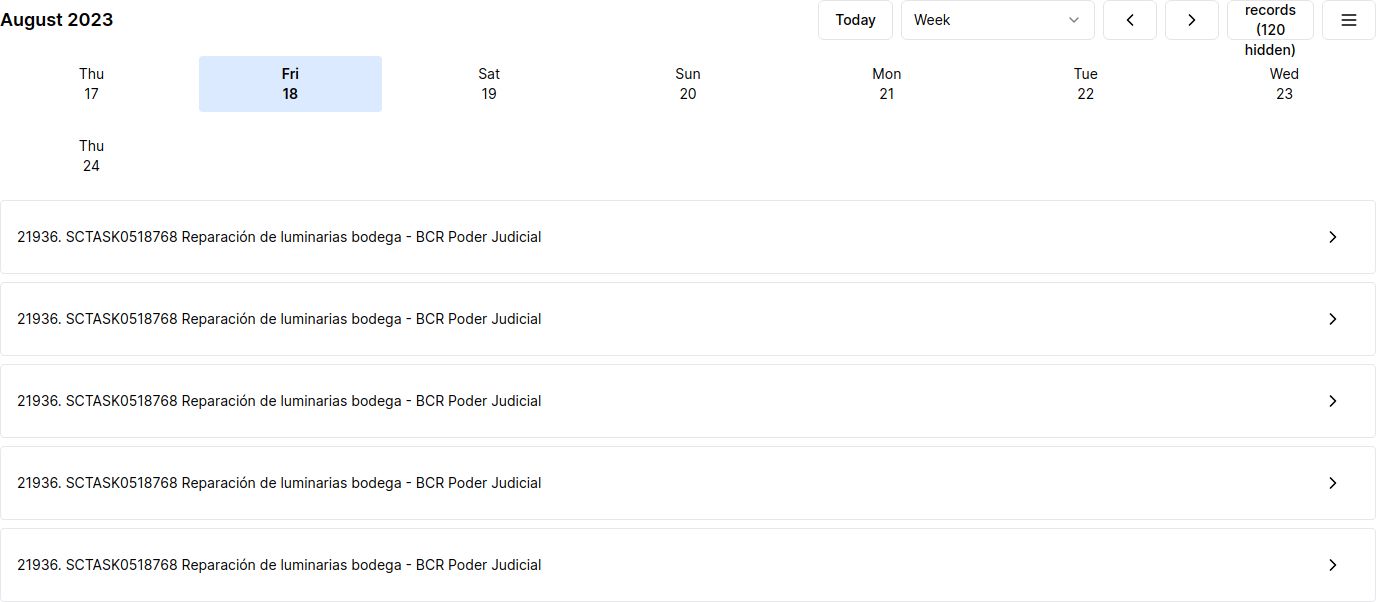 August 2023
Today
Week
records
(120
hidden)
Thu
17
Fri
18
Sat
19
Sun
20
Mon
21
Tue
22
Wed
23
Thu
24
21936. SCTASK0518768 Reparación de luminarias bodega - BCR Poder Judicial
21936. SCTASK0518768 Reparación de luminarias bodega - BCR Poder Judicial
21936. SCTASK0518768 Reparación de luminarias bodega - BCR Poder Judicial
21936. SCTASK0518768 Reparación de luminarias bodega - BCR Poder Judicial
21936. SCTASK0518768 Reparación de luminarias bodega - BCR Poder Judicial